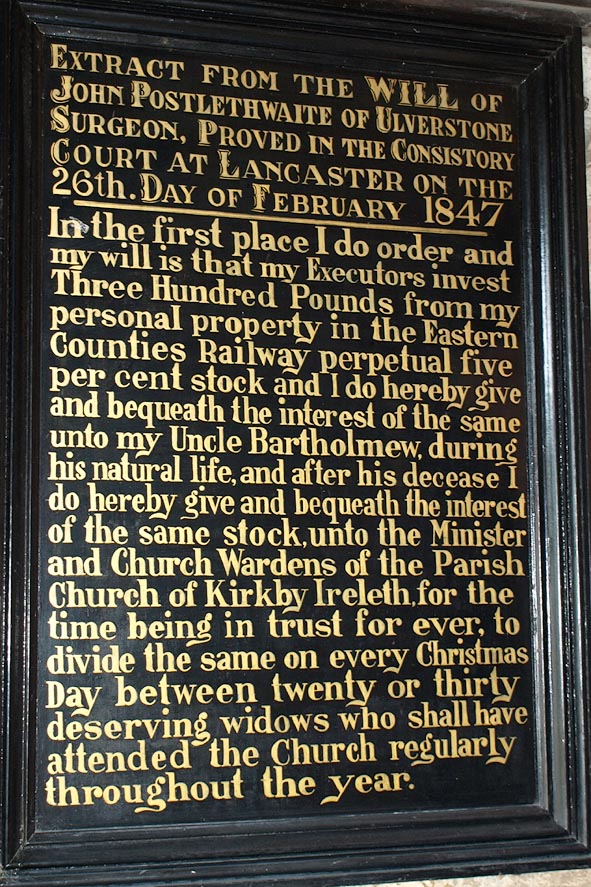 EXTRACT FROM THE WILL OF
JOHN POSTLETHWAITE OF ULVERSTONE
SURGEON, PROVED IN THE CONSISTORY
COURT AT LANCASTER ON THE
26th. DAY OF FEBRUARY 1847
In the first place I do order and
my will is that my Executors invest
Three Hundred Pounds from my
personal property in the Eastern
Counties Railway perpetual five
per cent stock and I do hereby give
and bequeath the interest of the same
unto my Uncle Bartholmew, during
his natural life, and after his decease I
do hereby give and bequeath the interest
of the same stock, unto the Minister
and Church Wardens of the Parish
Church of Kirkby Ireleth, for the
time being in trust for ever, to
divide the same on every Christmas
Day between twenty or thirty
deserving widows who shall have
attended the Church regularly
throughout the year.